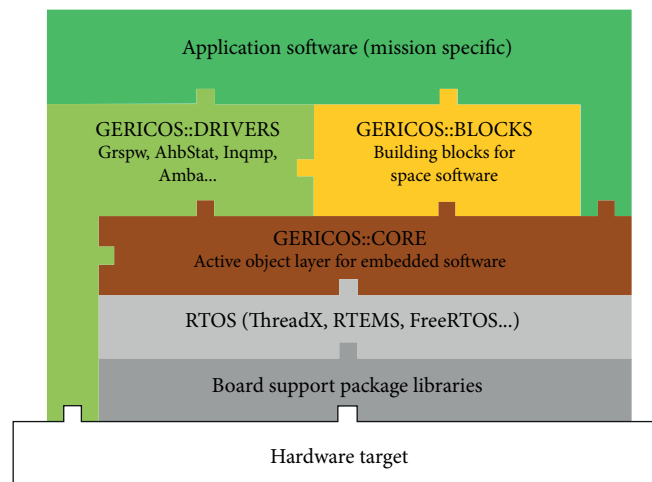 Application software (mission specific)
GERICOS::DRIVERS
Grspw, AhbStat, Inqmp,
Amba...
GERICOS::BLOCKS
Building blocks for
space software
GERICOS::CORE
Active object layer for embedded software
RTOS (ThreadX, RTEMS, FreeRTOS...)
Board support package libraries
Hardware target